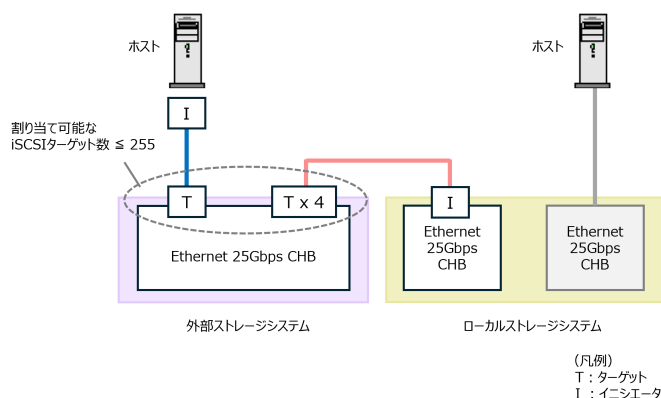 ホスト
ホスト
I
割り当て可能な
iSCSIターゲット数 ≦ 255
T
T x 4
I
Ethernet 25Gbps CHB
Ethernet
25Gbps
CHB
Ethernet
25Gbps
CHB
外部ストレージシステム
ローカルストレージシステム
(凡例)
T：ターゲット
I ：イニシエータ